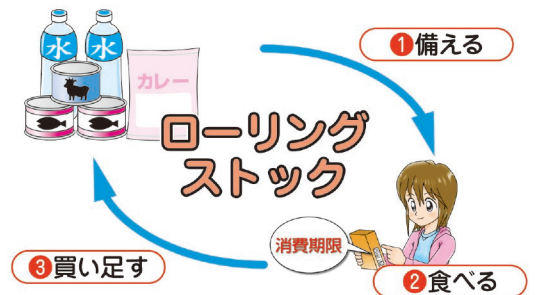 水 水
カレー
ローリング
ストック
❶備える
消費期限
❷食べる
❸買い足す